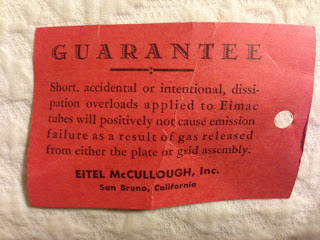 GUARANTEE
Short, accidental or intentional, dissi-
pation overloads applied to Eimac
tubes will positively not cause emission
failure as a result of gas released
from either the plate or grid assembly.
EITEL McCULLOUGH, Inc.
San Bruno, California